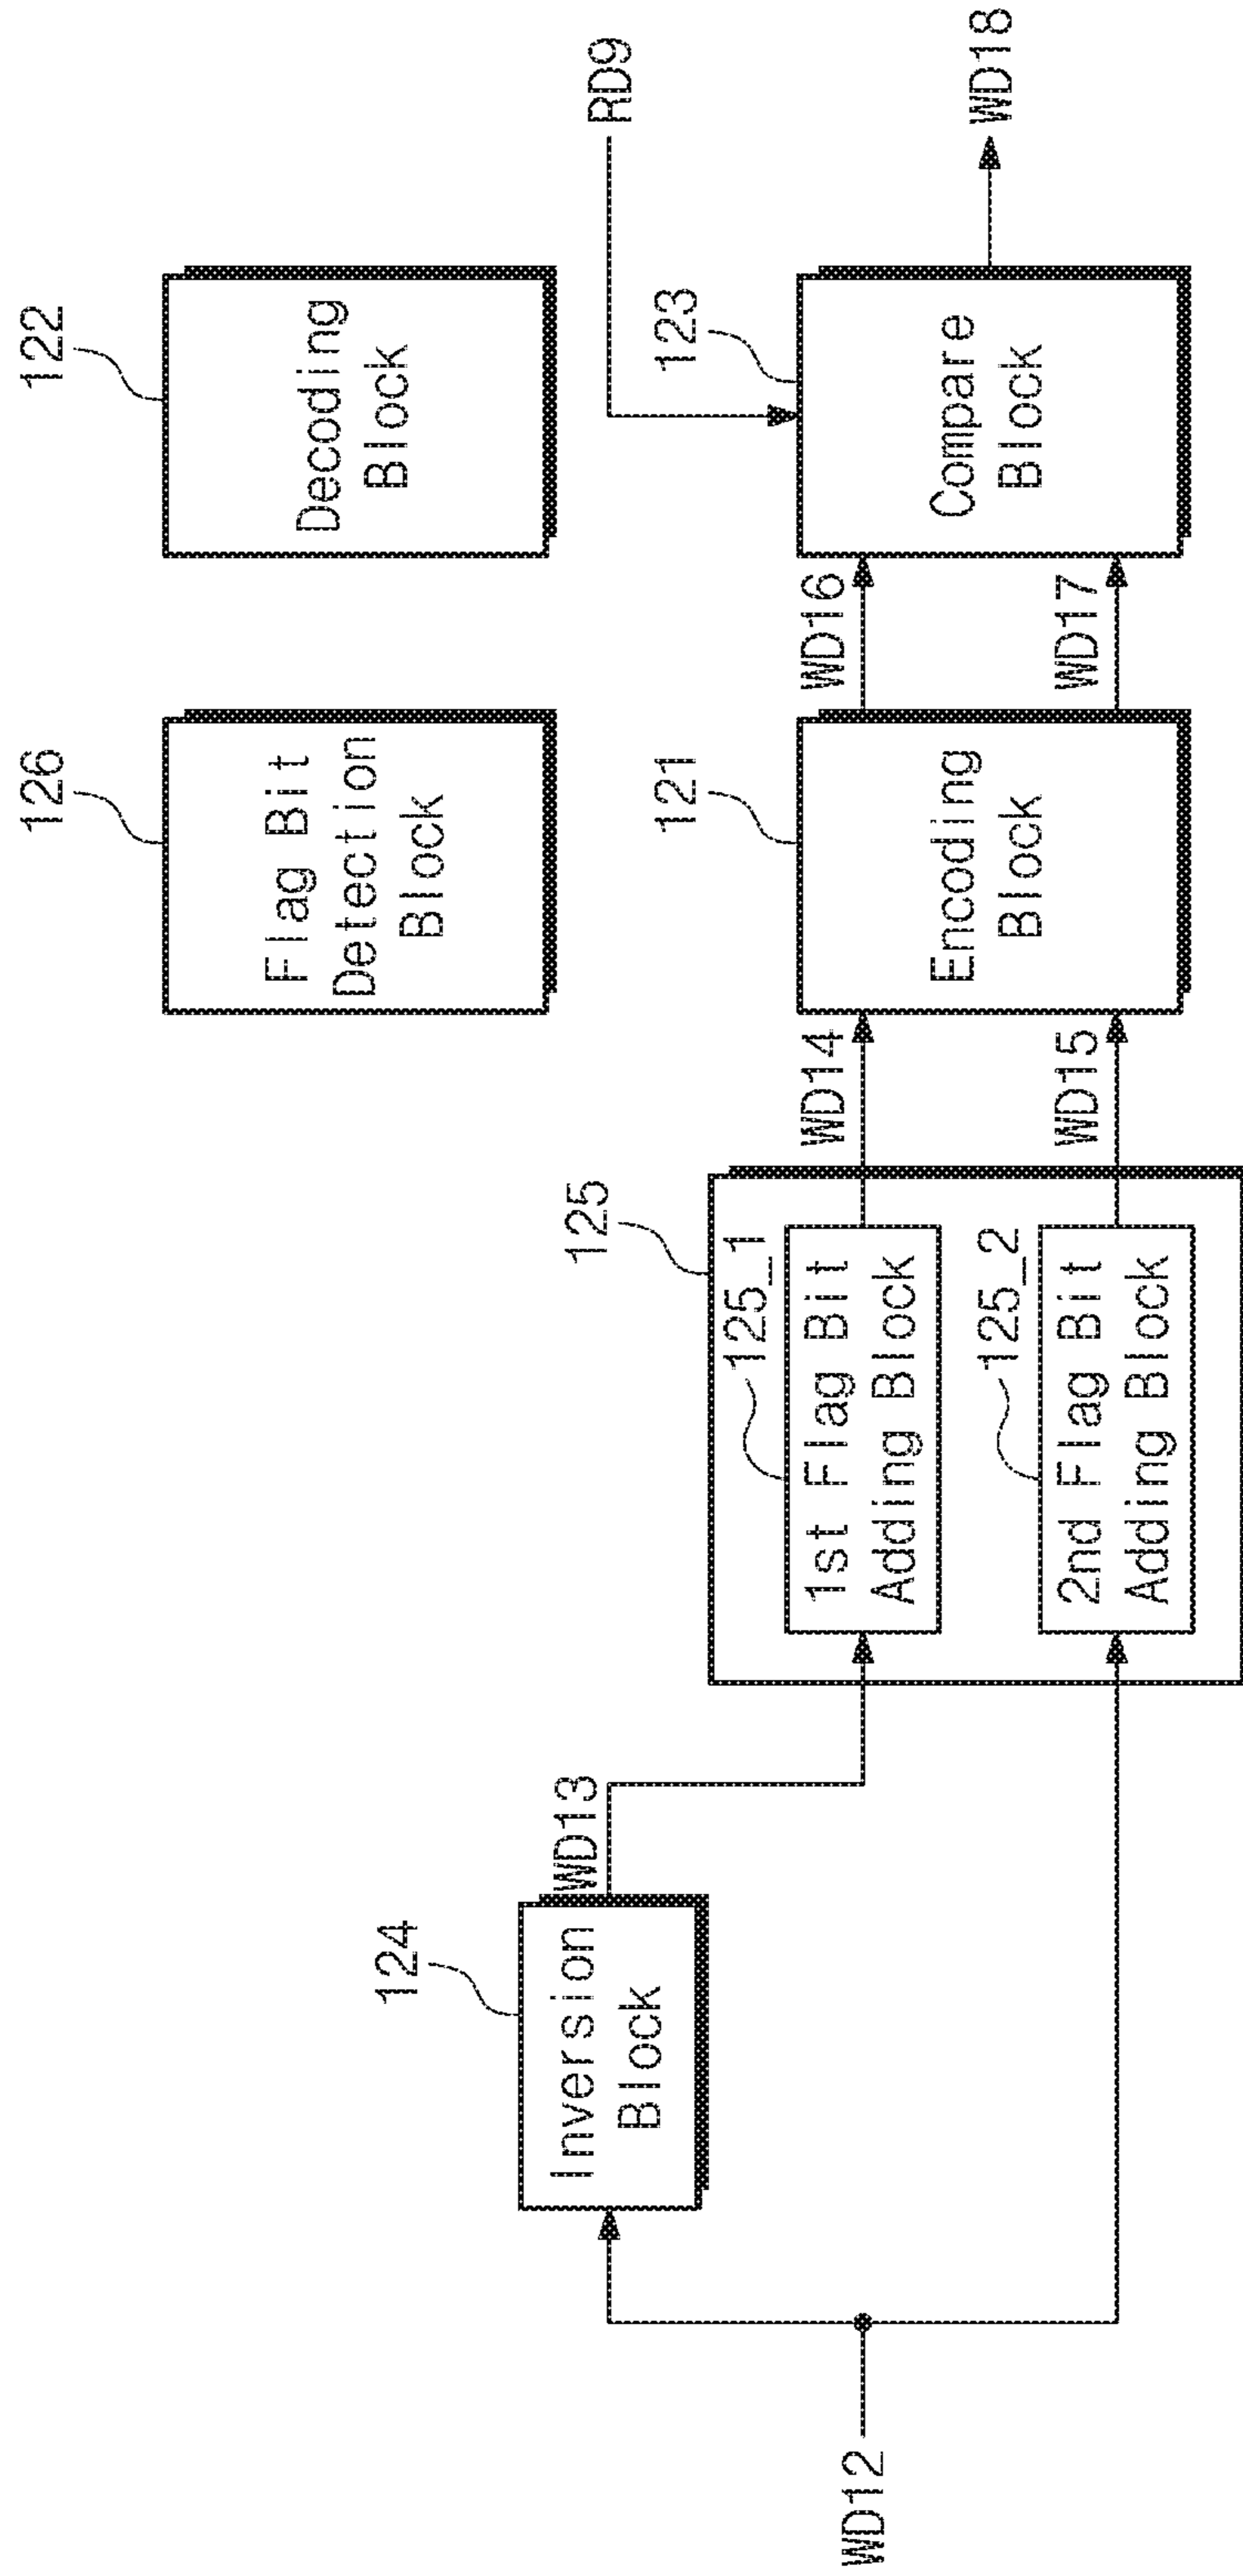 126
Flag Bit
Detection
Block
122
Decoding
Block
124
Inversion
Block
WD13
RD9
125
125_1
1st Flag Bit
Adding Block
WD14
121
Encoding
Block
WD16
123
Compare
Block
WD12
125_2
2nd Flag Bit
Adding Block
WD15
WD17
WD18